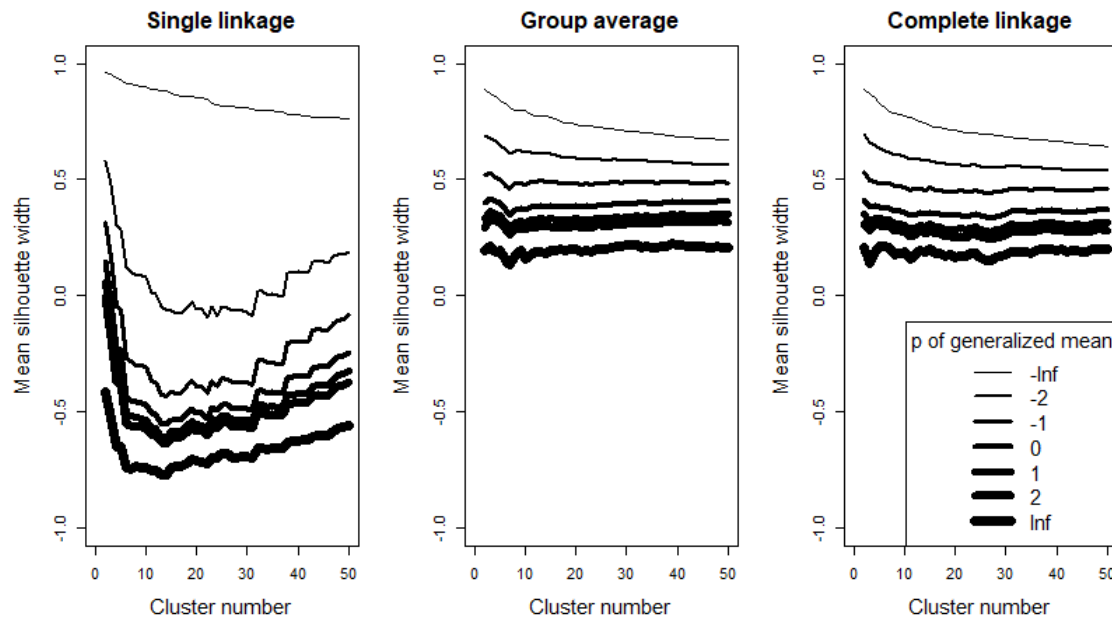 Single linkage
Mean silhouette width
1.0
0.5
0.0
-0.5
-1.0
0 10 20 30 40 50
Cluster number
Group average
Mean silhouette width
1.0
0.5
0.0
-0.5
-1.0
0 10 20 30 40 50
Cluster number
Complete linkage
Mean silhouette width
1.0
0.5
0.0
-0.5
-1.0
0 10 20 30 40 50
Cluster number
p of generalized mean
-Inf
-2
-1
0
1
2
Inf